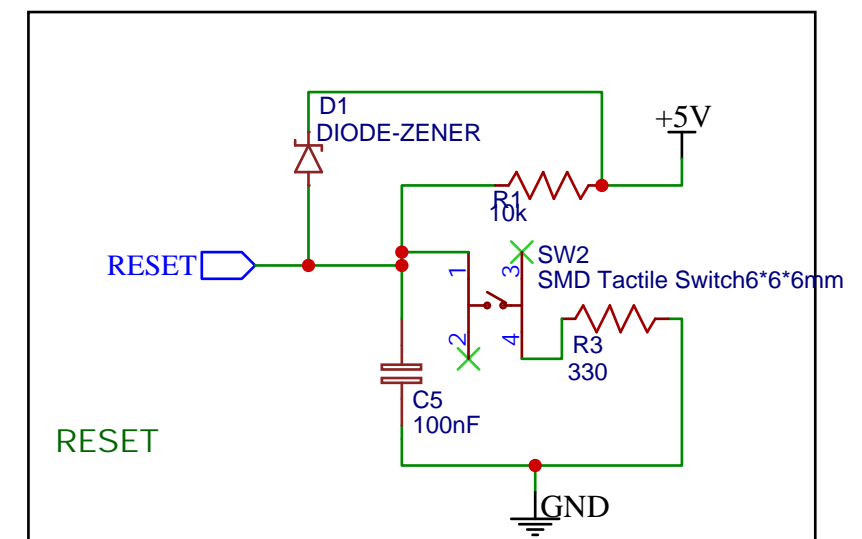 D1
DIODE-ZENER
+5V
R1
10k
RESET
SW2
SMD Tactile Switch6*6*6mm
1
3
2
4
R3
330
C5
100nF
RESET
GND